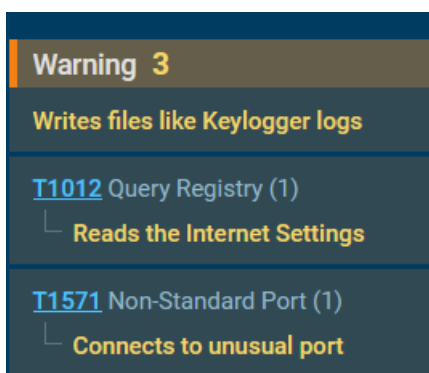 Warning 3
Writes files like Keylogger logs
T1012 Query Registry (1)
Reads the Internet Settings
T1571 Non-Standard Port (1)
Connects to unusual port